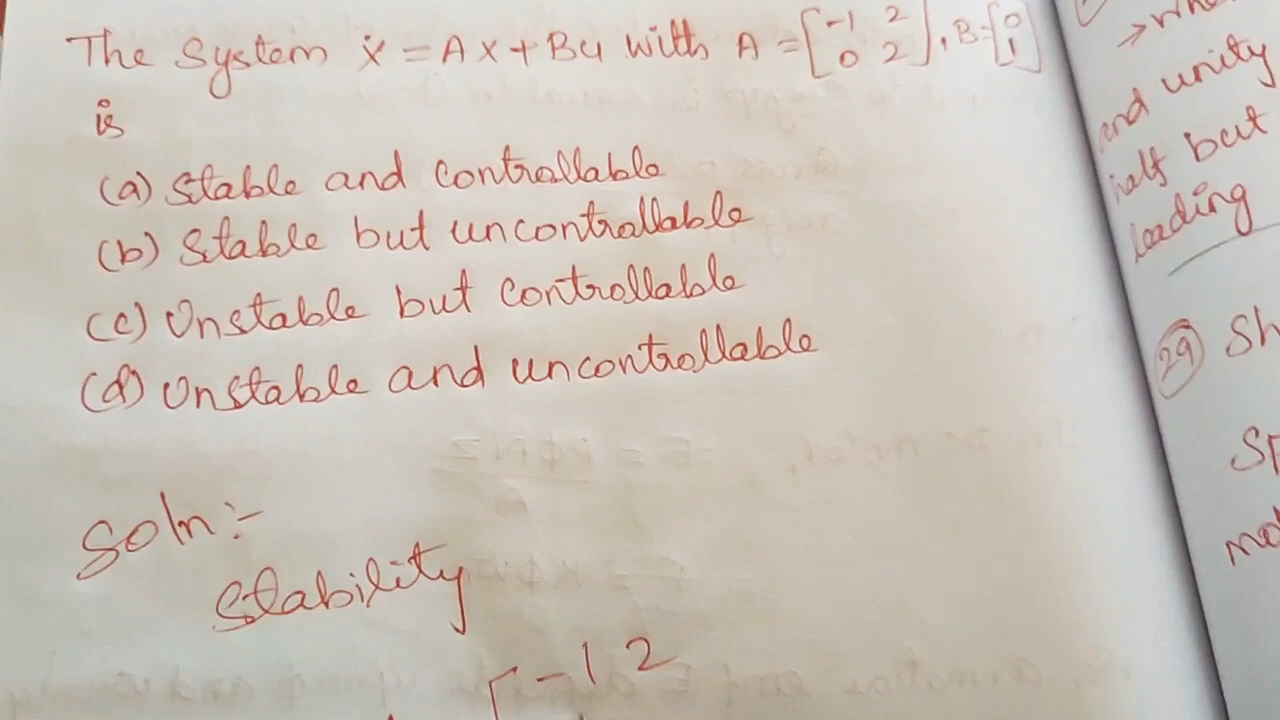 The System ẋ = Ax + Bu with A = [-1 2 0 2], B = [0 1]
is
(a) Stable and controllable
(b) Stable but uncontrollable
(c) Unstable but controllable
(d) Unstable and uncontrollable
Soln :-
Stability
[-1 2
and unity
half but
leading
(29) Sh